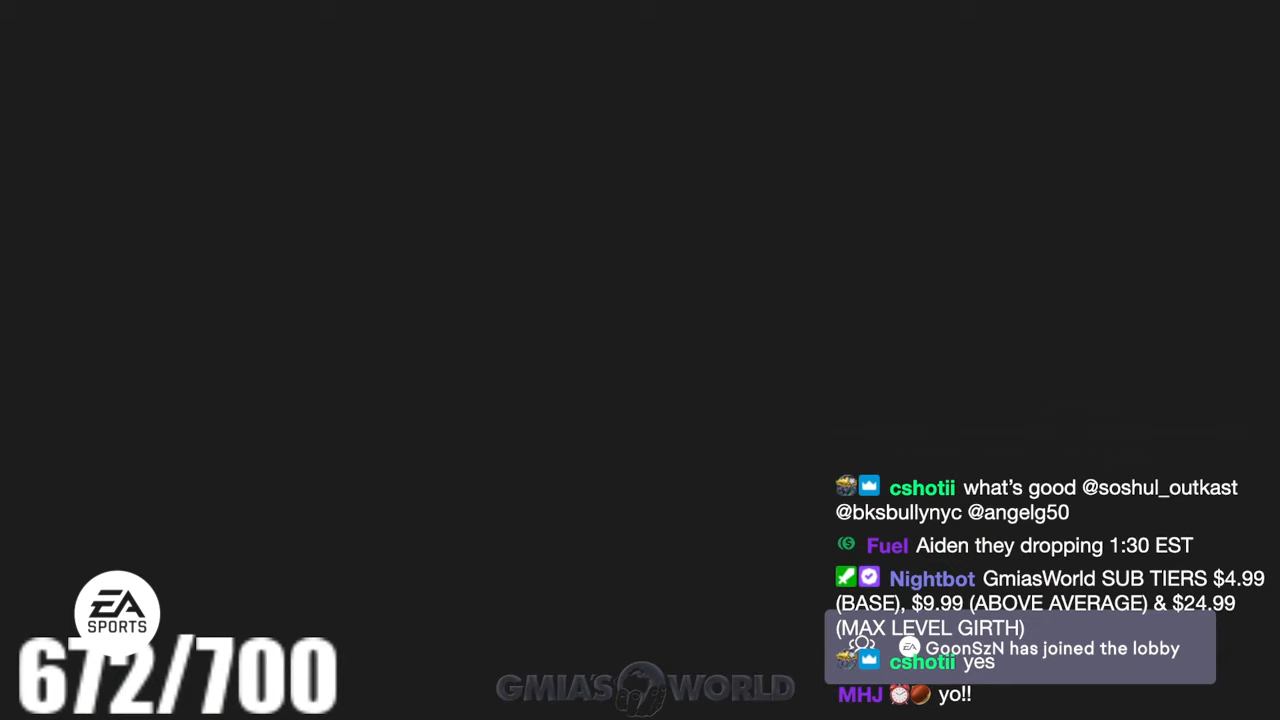 cshotii what's good @soshul_outkast
@bksbullynyc @angelg50
Fuel Aiden they dropping 1:30 EST
Nightbot GmiasWorld SUB TIERS $4.99
(BASE), $9.99 (ABOVE AVERAGE) & $24.99
(MAX LEVEL GIRTH)
GoonSzN has joined the lobby
cshotii yes
MHJ yo!!
EA
SPORTS
672/700
GMIAS WORLD